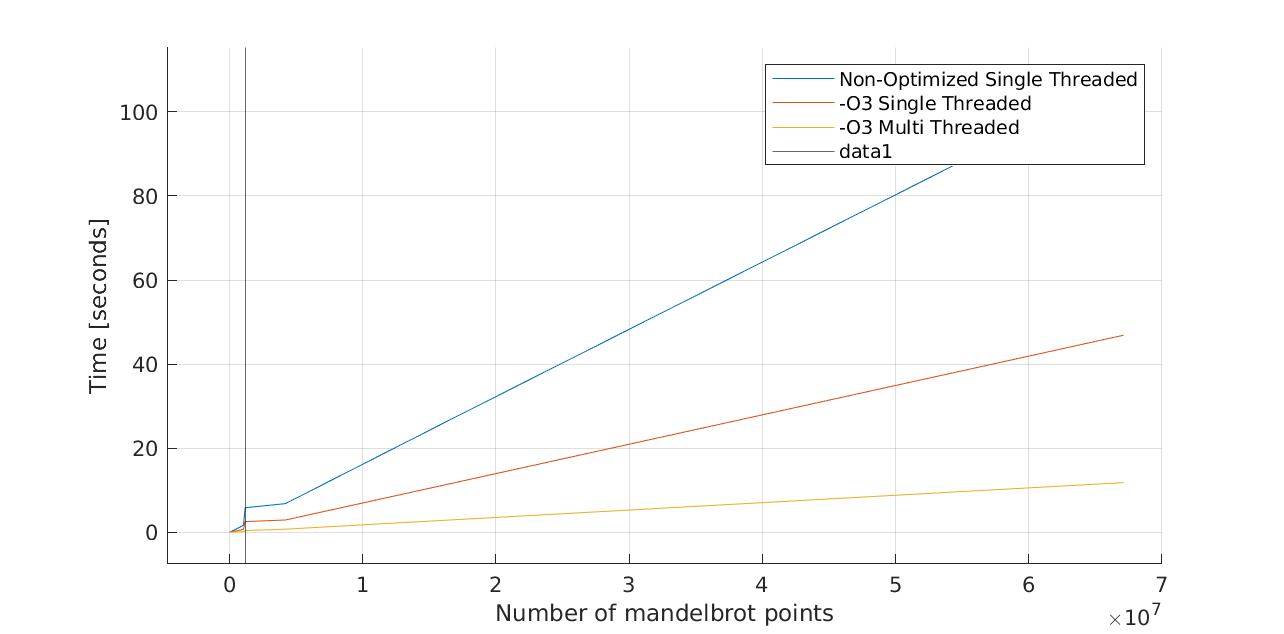 Non-Optimized Single Threaded
-O3 Single Threaded
-O3 Multi Threaded
data1
100
80
60
40
20
0
Time [seconds]
0 1 2 3 4 5 6 7
×10⁷
Number of mandelbrot points